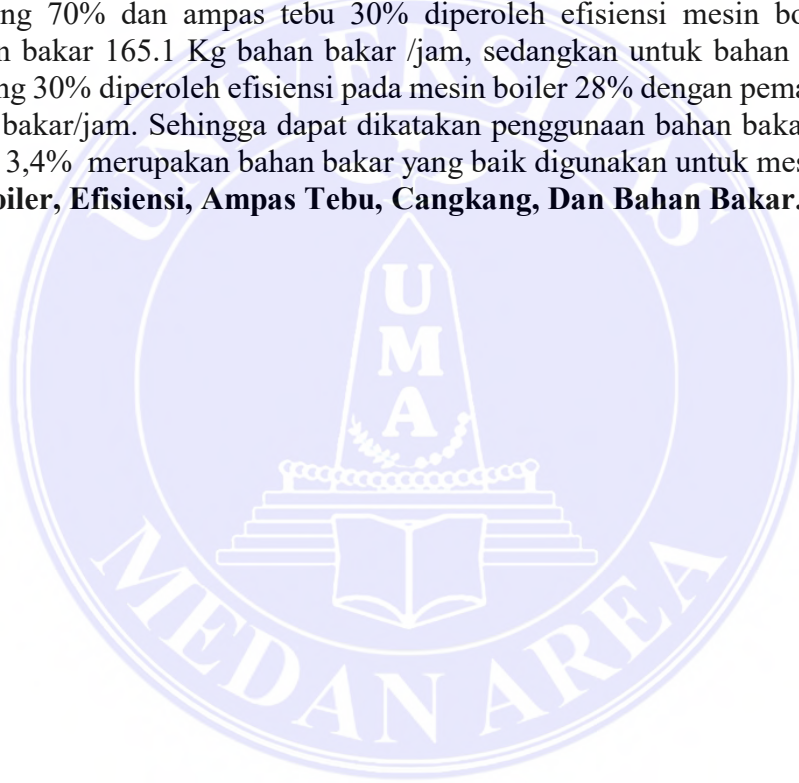 ng 70% dan ampas tebu 30% diperoleh efisiensi mesin bo
n bakar 165.1 Kg bahan bakar /jam, sedangkan untuk bahan
ng 30% diperoleh efisiensi pada mesin boiler 28% dengan pema
bakar/jam. Sehingga dapat dikatakan penggunaan bahan baka
3,4% merupakan bahan bakar yang baik digunakan untuk mes
oiler, Efisiensi, Ampas Tebu, Cangkang, Dan Bahan Bakar.
UNIVERSITAS
UMA
MEDAN AREA